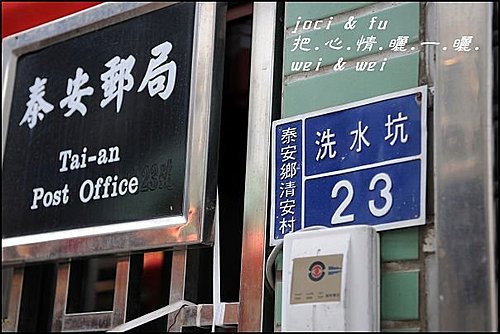 joci & fu
把.心.情.曬.一.曬.
wei & wei
泰安郵局
Tai-an
Post Office
泰安鄉清安村
洗水坑
23